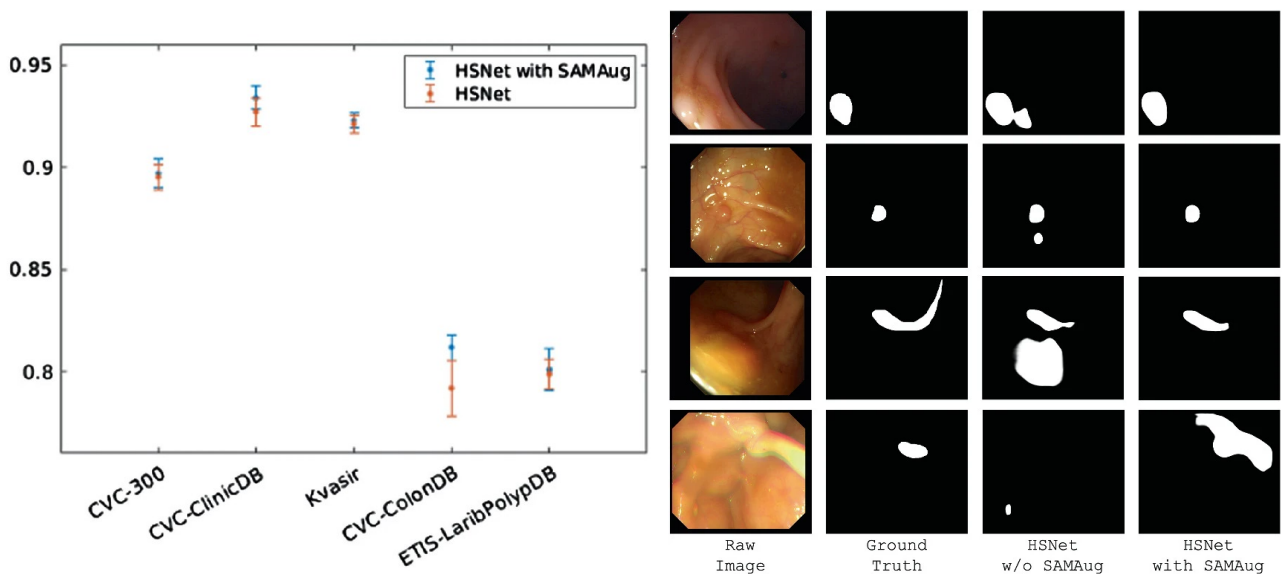 0.95
0.9
0.85
0.8
HSNet with SAMAug
HSNet
CVC-300
CVC-ClinicDB
Kvasir
CVC-ColonDB
ETIS-LaribPolypDB
Raw
Image
Ground
Truth
HSNet
w/o SAMAug
HSNet
with SAMAug